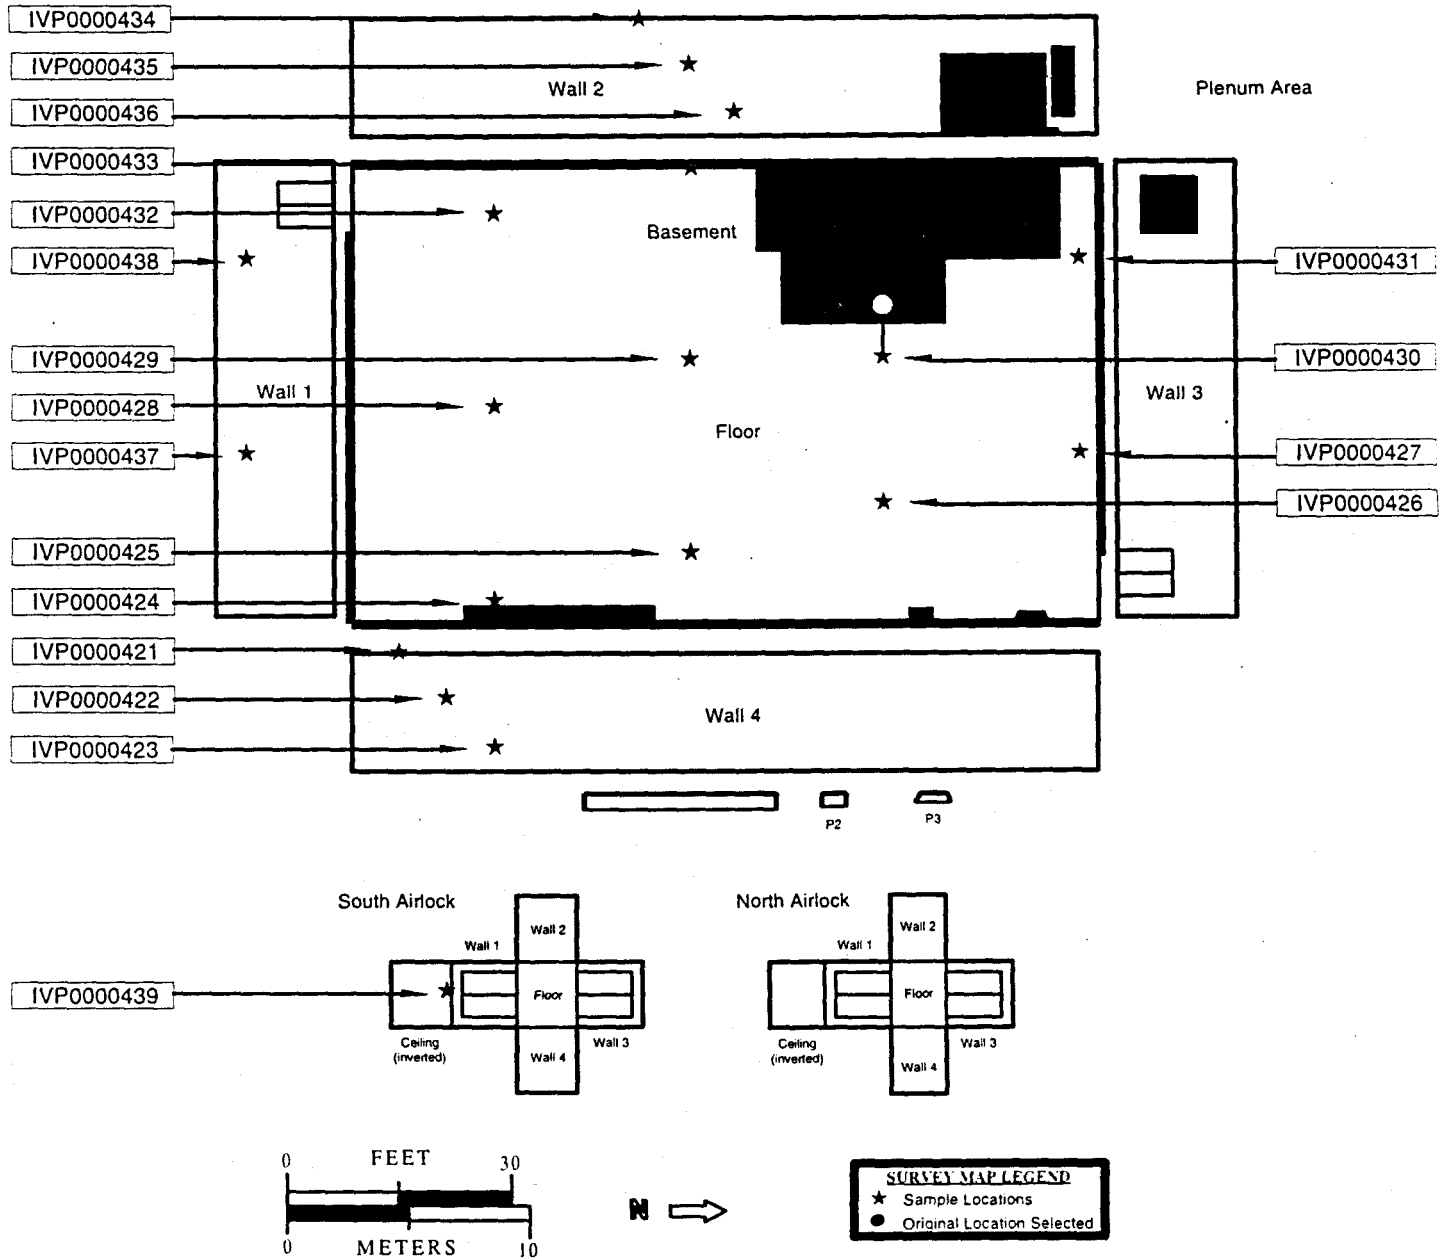 IVP0000434
IVP0000435
Wall 2
Plenum Area
IVP0000436
IVP0000433
IVP0000432
Basement
IVP0000438
IVP0000431
IVP0000429
IVP0000430
Wall 1
Wall 3
IVP0000428
Floor
IVP0000437
IVP0000427
IVP0000426
IVP0000425
IVP0000424
IVP0000421
IVP0000422
Wall 4
IVP0000423
P2
P3
South Airlock
North Airlock
Wall 2
Wall 2
Wall 1
Wall 1
IVP0000439
Floor
Floor
Ceiling
(inverted)
Wall 3
Wall 4
Ceiling
(inverted)
Wall 3
Wall 4
0 FEET 30
0 METERS 10
N
SURVEY MAP LEGEND
Sample Locations
Original Location Selected